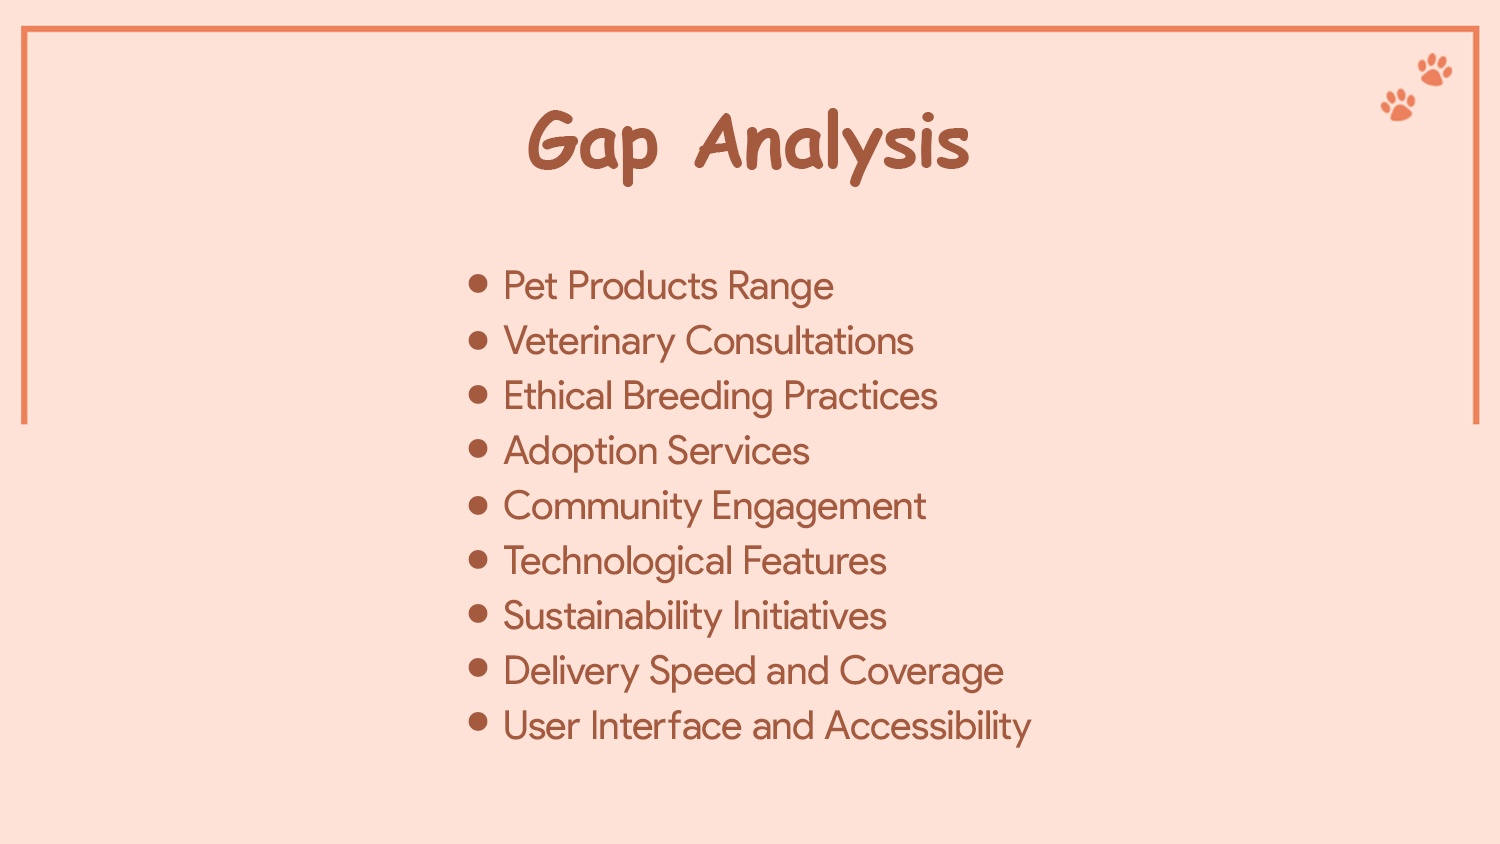 Gap Analysis
● Pet Products Range
● Veterinary Consultations
● Ethical Breeding Practices
● Adoption Services
● Community Engagement
● Technological Features
● Sustainability Initiatives
● Delivery Speed and Coverage
● User Interface and Accessibility